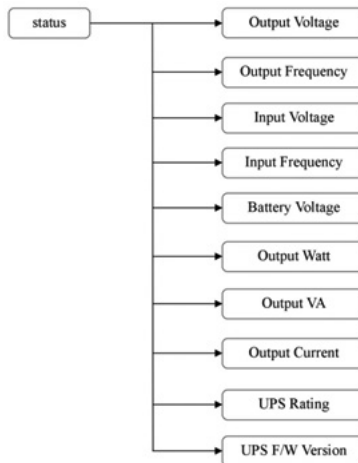 status
Output Voltage
Output Frequency
Input Voltage
Input Frequency
Battery Voltage
Output Watt
Output VA
Output Current
UPS Rating
UPS F/W Version